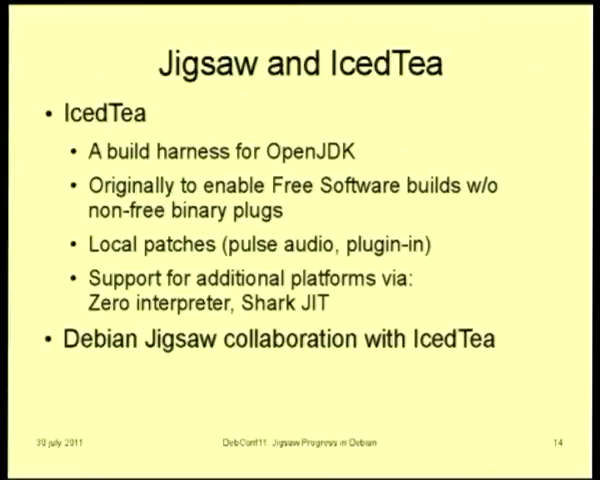 Jigsaw and IcedTea
• IcedTea
• A build harness for OpenJDK
• Originally to enable Free Software builds w/o
non-free binary plugs
• Local patches (pulse audio, plugin-in)
• Support for additional platforms via:
Zero interpreter, Shark JIT
• Debian Jigsaw collaboration with IcedTea
30 july 2011 DebConf11: Jigsaw Progress in Debian 14